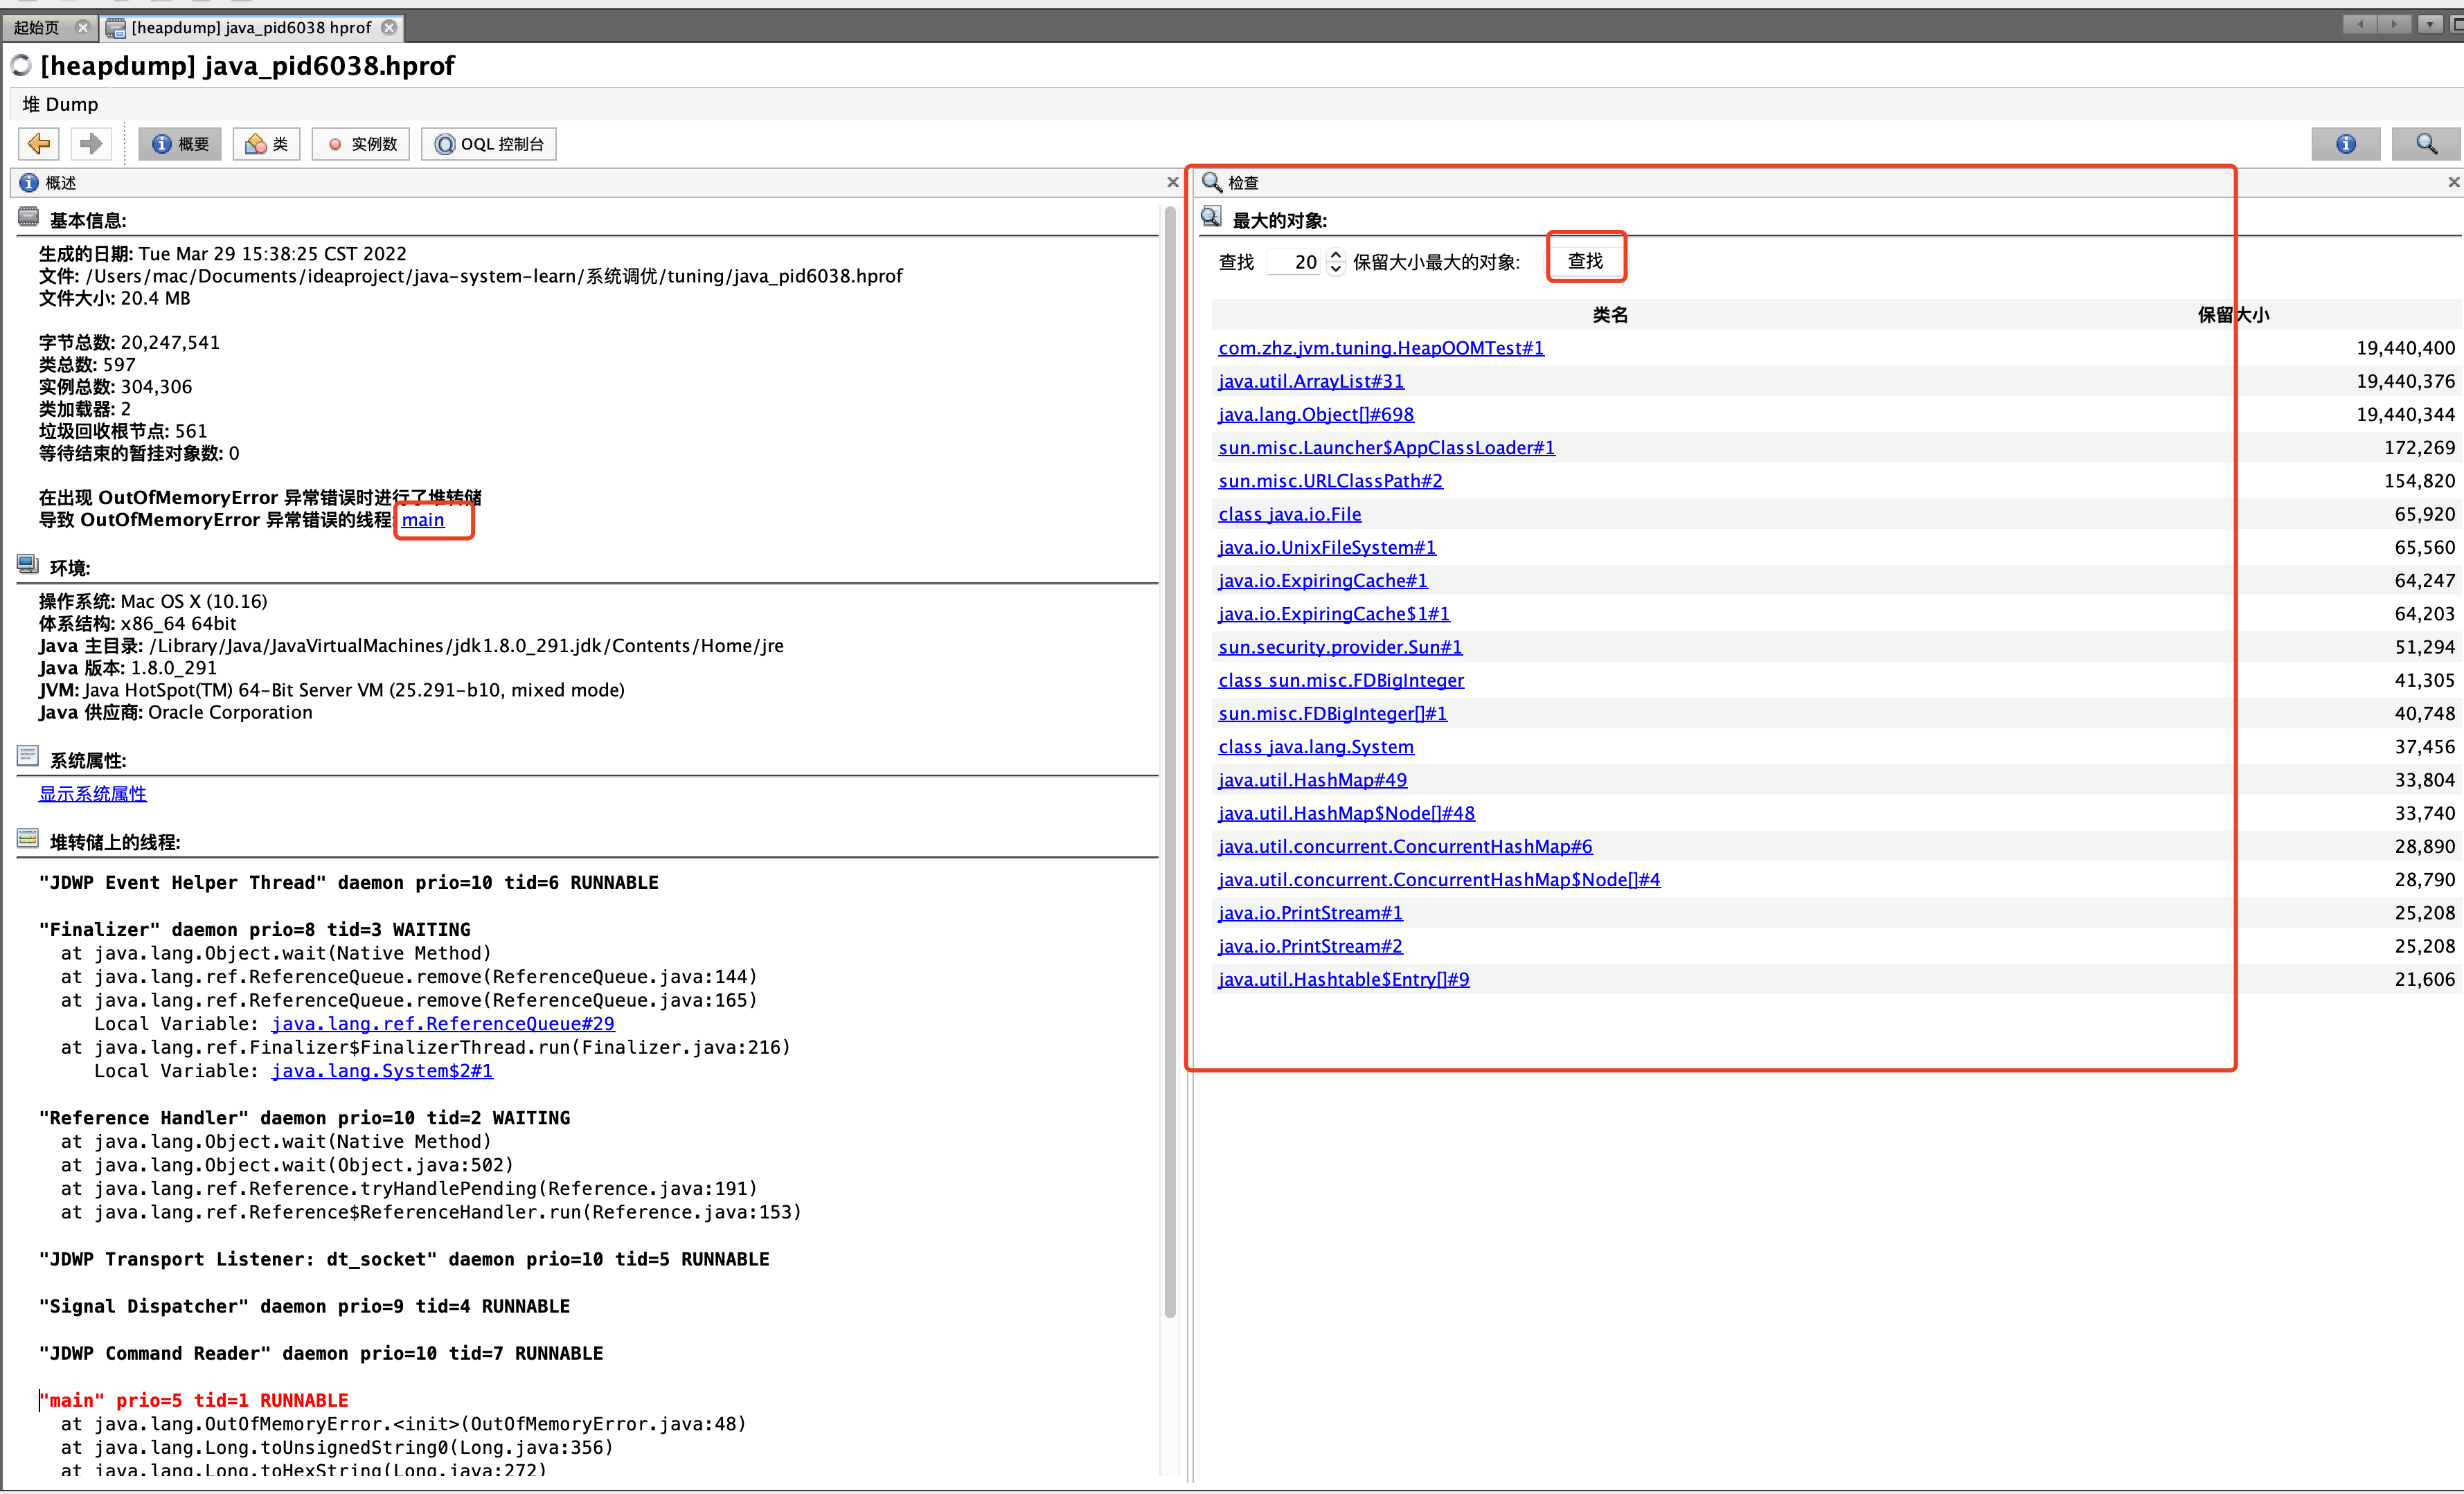 起始页
[heapdump] java_pid6038 hprof
[heapdump] java_pid6038.hprof
堆 Dump
概要
类
实例数
OQL 控制台
概述
基本信息:
生成的日期: Tue Mar 29 15:38:25 CST 2022
文件: /Users/mac/Documents/ideaproject/java-system-learn/系统调优/tuning/java_pid6038.hprof
文件大小: 20.4 MB
字节总数: 20,247,541
类总数: 597
实例总数: 304,306
类加载器: 2
垃圾回收根节点: 561
等待结束的暂挂对象数: 0
在出现 OutOfMemoryError 异常错误时进行了堆转储
导致 OutOfMemoryError 异常错误的线程: main
环境:
操作系统: Mac OS X (10.16)
体系结构: x86_64 64bit
Java 主目录: /Library/Java/JavaVirtualMachines/jdk1.8.0_291.jdk/Contents/Home/jre
Java 版本: 1.8.0_291
JVM: Java HotSpot(TM) 64-Bit Server VM (25.291-b10, mixed mode)
Java 供应商: Oracle Corporation
系统属性:
显示系统属性
堆转储上的线程:
"JDWP Event Helper Thread" daemon prio=10 tid=6 RUNNABLE
"Finalizer" daemon prio=8 tid=3 WAITING
at java.lang.Object.wait(Native Method)
at java.lang.ref.ReferenceQueue.remove(ReferenceQueue.java:144)
at java.lang.ref.ReferenceQueue.remove(ReferenceQueue.java:165)
Local Variable: java.lang.ref.ReferenceQueue#29
at java.lang.ref.Finalizer$FinalizerThread.run(Finalizer.java:216)
Local Variable: java.lang.System$2#1
"Reference Handler" daemon prio=10 tid=2 WAITING
at java.lang.Object.wait(Native Method)
at java.lang.Object.wait(Object.java:502)
at java.lang.ref.Reference.tryHandlePending(Reference.java:191)
at java.lang.ref.Reference$ReferenceHandler.run(Reference.java:153)
"JDWP Transport Listener: dt_socket" daemon prio=10 tid=5 RUNNABLE
"Signal Dispatcher" daemon prio=9 tid=4 RUNNABLE
"JDWP Command Reader" daemon prio=10 tid=7 RUNNABLE
"main" prio=5 tid=1 RUNNABLE
at java.lang.OutOfMemoryError.<init>(OutOfMemoryError.java:48)
at java.lang.Long.toUnsignedString0(Long.java:356)
at java.lang.Long.toHexString(Long.java:272)
检查
最大的对象:
查找 20 保留大小最大的对象: 查找
类名 保留大小
com.zhz.jvm.tuning.HeapOOMTest#1 19,440,400
java.util.ArrayList#31 19,440,376
java.lang.Object[]#698 19,440,344
sun.misc.Launcher$AppClassLoader#1 172,269
sun.misc.URLClassPath#2 154,820
class java.io.File 65,920
java.io.UnixFileSystem#1 65,560
java.io.ExpiringCache#1 64,247
java.io.ExpiringCache$1#1 64,203
sun.security.provider.Sun#1 51,294
class sun.misc.FDBigInteger 41,305
sun.misc.FDBigInteger[]#1 40,748
class java.lang.System 37,456
java.util.HashMap#49 33,804
java.util.HashMap$Node[]#48 33,740
java.util.concurrent.ConcurrentHashMap#6 28,890
java.util.concurrent.ConcurrentHashMap$Node[]#4 28,790
java.io.PrintStream#1 25,208
java.io.PrintStream#2 25,208
java.util.Hashtable$Entry[]#9 21,606